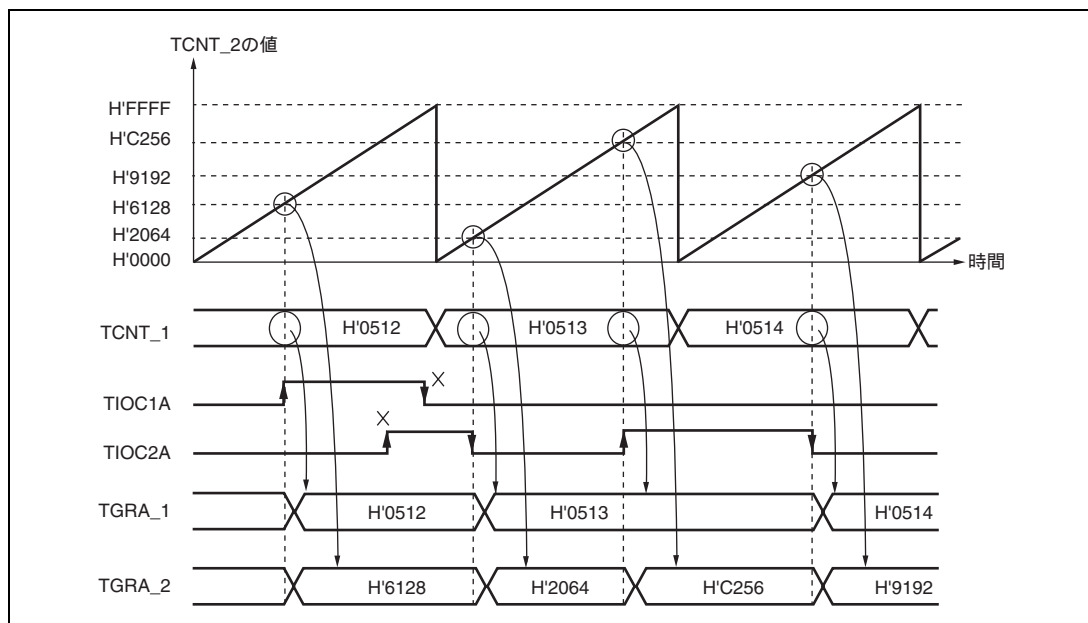 TCNT_2の値
H'FFFF
H'C256
H'9192
H'6128
H'2064
H'0000
時間
TCNT_1 H'0512 H'0513 H'0514
TIOC1A
TIOC2A
TGRA_1 H'0512 H'0513 H'0514
TGRA_2 H'6128 H'2064 H'C256 H'9192